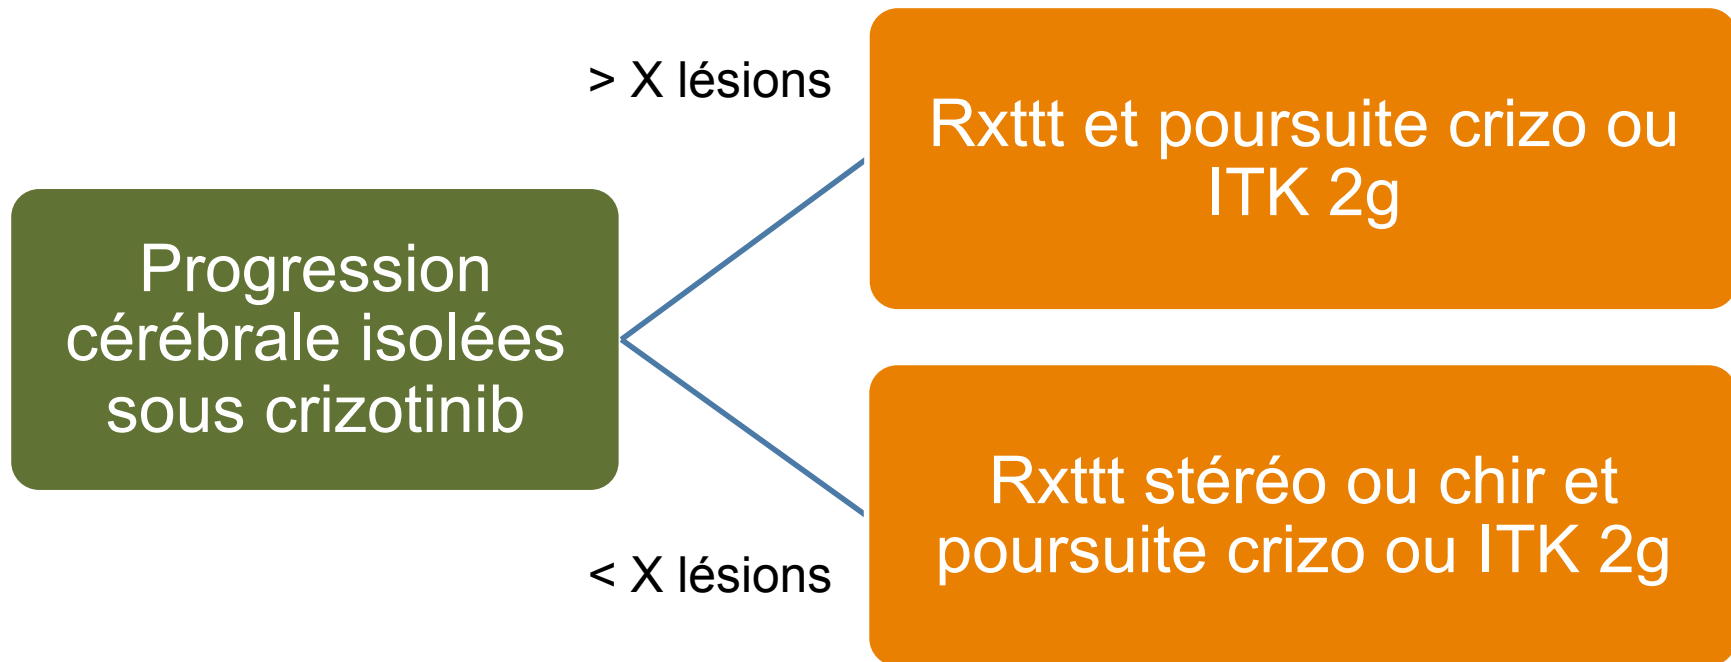 > X lésions
Rxttt et poursuite crizo ou
ITK 2g
Progression
cérébrale isolées
sous crizotinib
Rxttt stéréo ou chir et
poursuite crizo ou ITK 2g
< X lésions